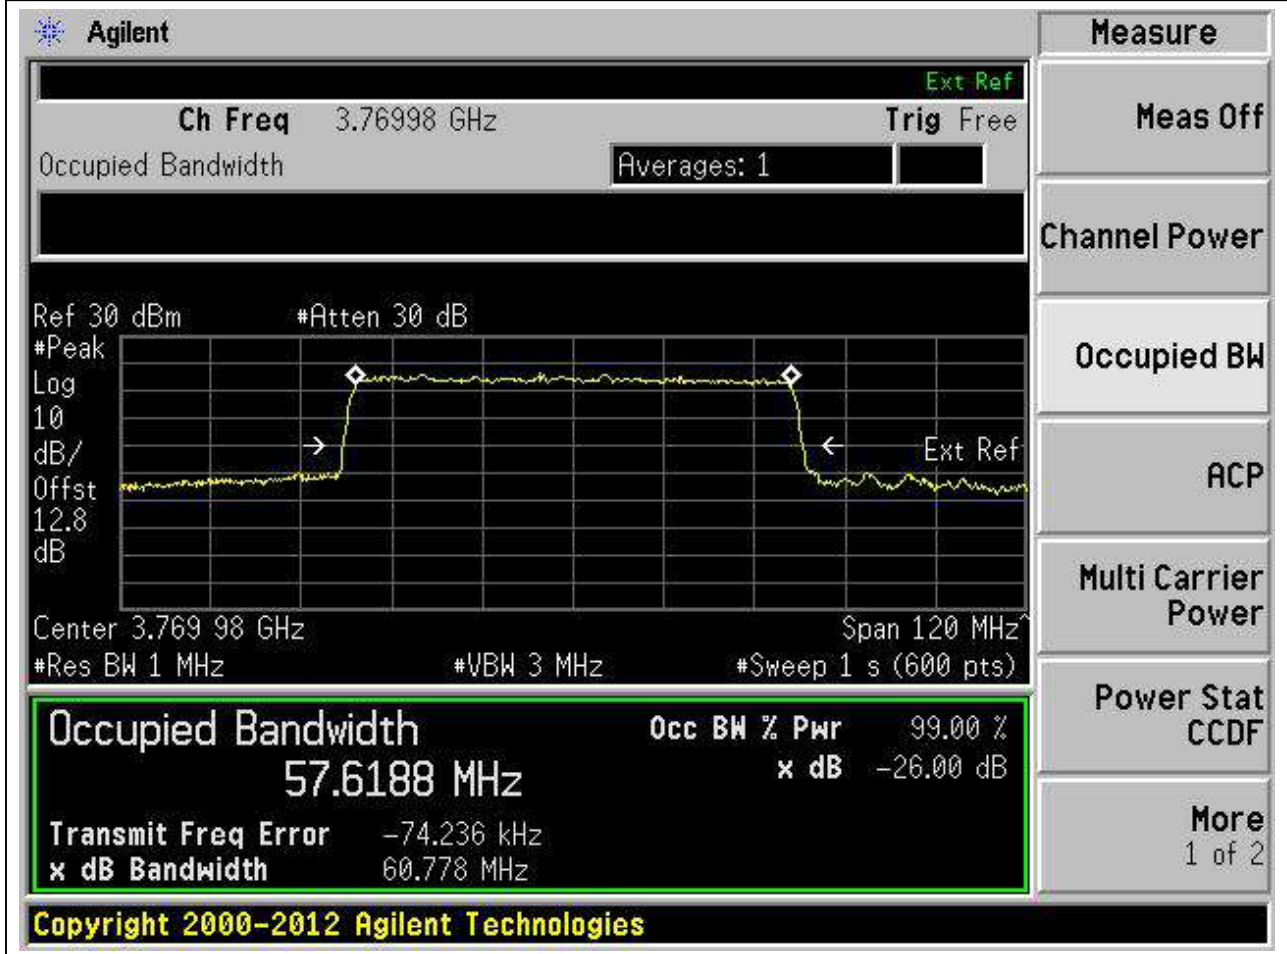 Agilent
Measure
Ext Ref
Ch Freq 3.76998 GHz Trig Free
Occupied Bandwidth Averages: 1
Meas Off
Channel Power
Occupied BW
ACP
Multi Carrier
Power
Power Stat
CCDF
More
1 of 2
Ref 30 dBm #Atten 30 dB
#Peak
Log
10
dB/
Offst
12.8
dB
Ext Ref
Center 3.769 98 GHz Span 120 MHz^
#Res BW 1 MHz #VBW 3 MHz #Sweep 1 s (600 pts)
Occupied Bandwidth Occ BW % Pwr 99.00 %
57.6188 MHz x dB -26.00 dB
Transmit Freq Error -74.236 kHz
x dB Bandwidth 60.778 MHz
Copyright 2000-2012 Agilent Technologies